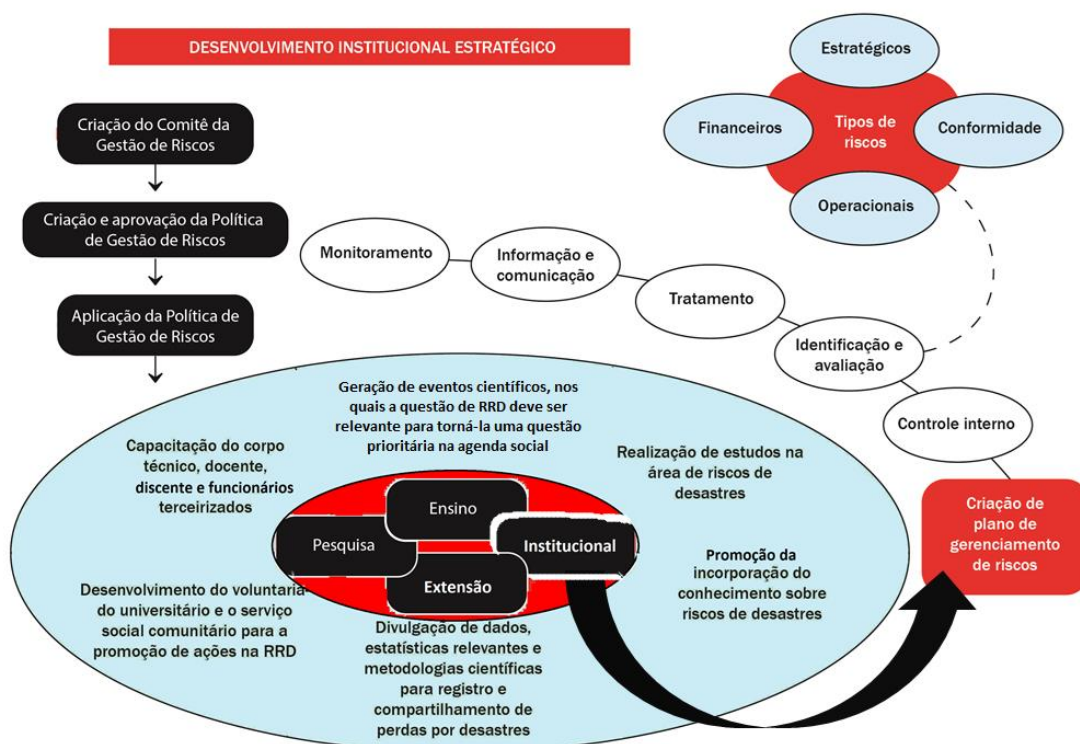 DESENVOLVIMENTO INSTITUCIONAL ESTRATÉGICO
Criação do Comitê da
Gestão de Riscos
Criação e aprovação da Política
de Gestão de Riscos
Aplicação da Política de
Gestão de Riscos
Estratégicos
Financeiros
Tipos de
riscos
Conformidade
Operacionais
Monitoramento
Informação e
comunicação
Tratamento
Identificação e
avaliação
Controle interno
Criação de
plano de
gerenciamento
de riscos
Geração de eventos científicos, nos
quais a questão de RRD deve ser
relevante para torná-la uma questão
prioritária na agenda social
Capacitação do corpo
técnico, docente,
discente e funcionários
terceirizados
Realização de estudos na
área de riscos de
desastres
Ensino
Pesquisa
Institucional
Extensão
Promoção da
incorporação do
conhecimento sobre
riscos de desastres
Desenvolvimento do voluntaria-
do universitário e o serviço
social comunitário para a
promoção de ações na RRD
Divulgação de dados,
estatísticas relevantes e
metodologias científicas
para registro e
compartilhamento de
perdas por desastres